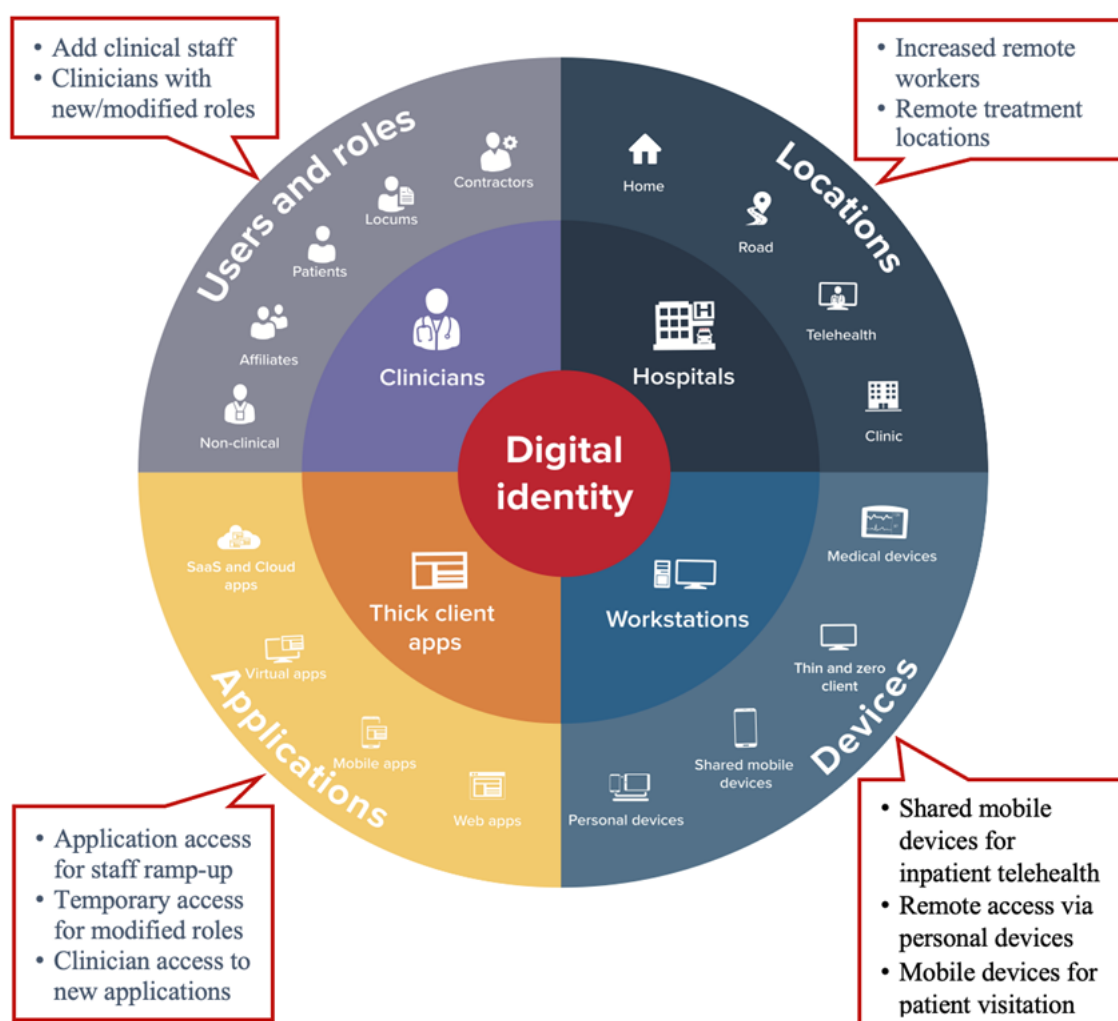 • Add clinical staff
• Clinicians with
new/modified roles
• Increased remote
workers
• Remote treatment
locations
Users and roles
Contractors
Locums
Patients
Affiliates
Non-clinical
Clinicians
Locations
Home
Road
Telehealth
Clinic
H
Hospitals
Digital
identity
Applications
SaaS and Cloud
apps
Virtual apps
Mobile apps
Web apps
Thick client
apps
Devices
Medical devices
Thin and zero
client
Shared mobile
devices
Personal devices
Workstations
• Application access
for staff ramp-up
• Temporary access
for modified roles
• Clinician access to
new applications
• Shared mobile
devices for
inpatient telehealth
• Remote access via
personal devices
• Mobile devices for
patient visitation